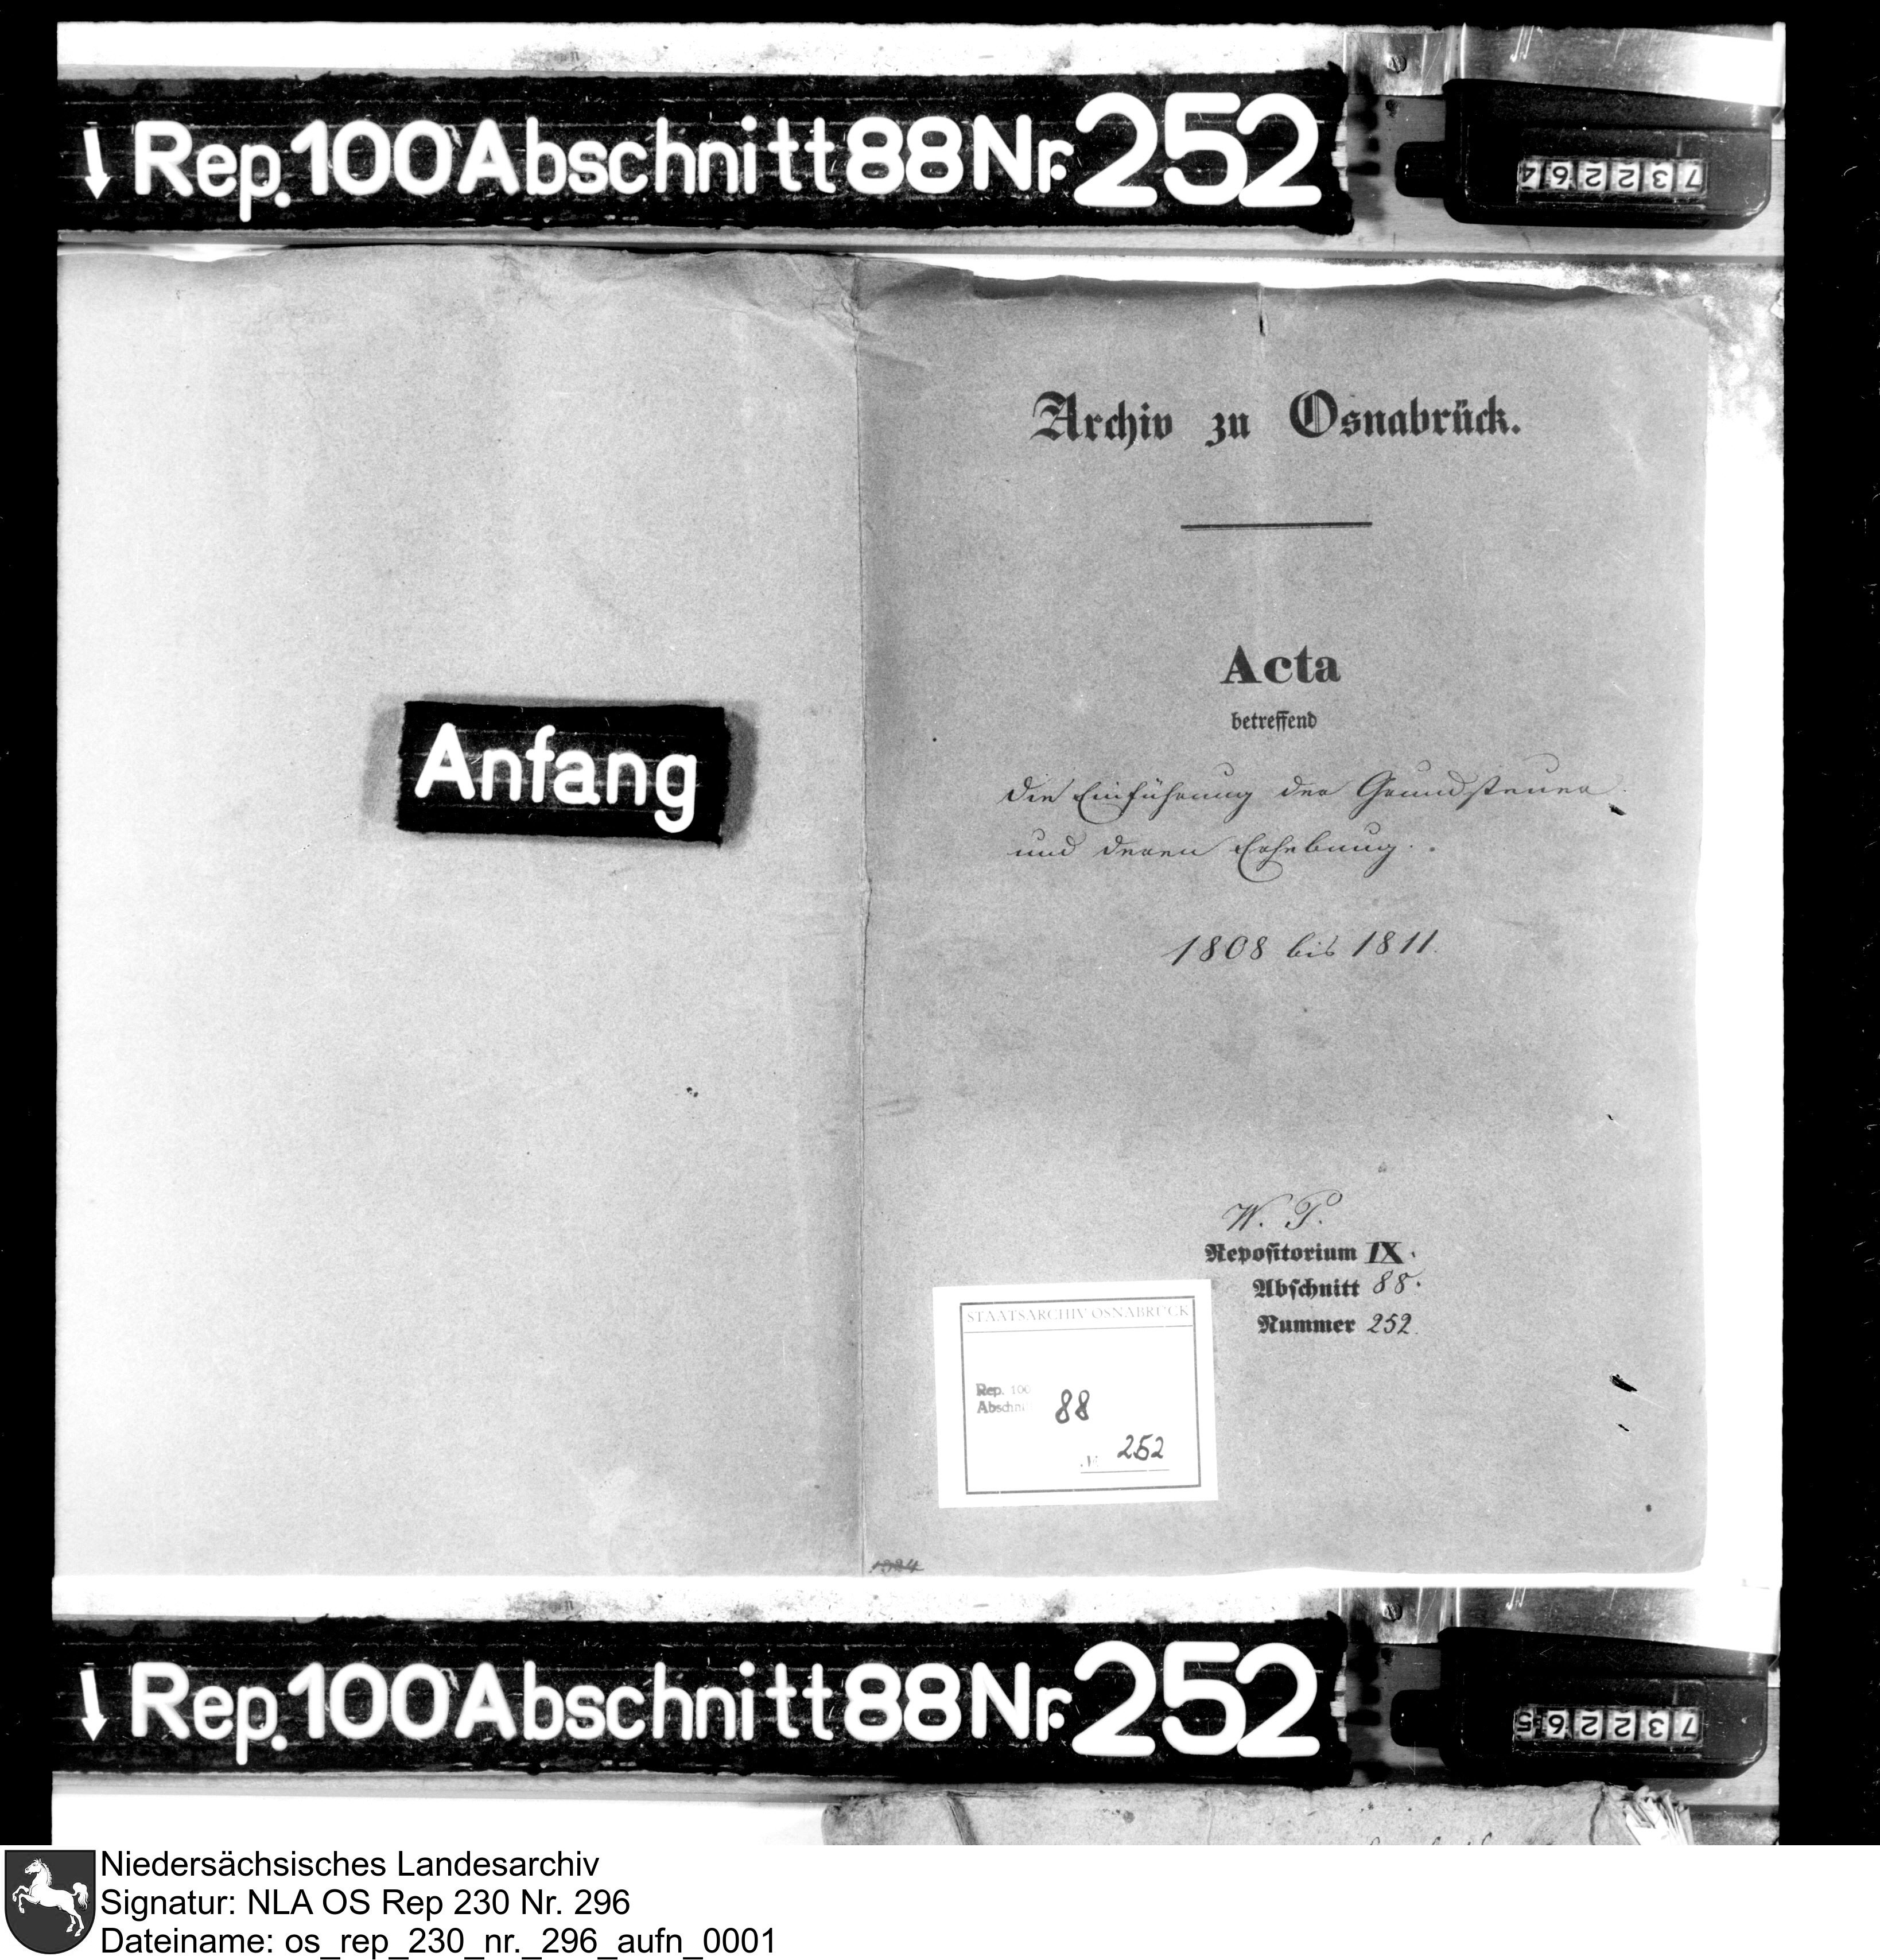 Rep. 100 Abschnitt 88 Nr. 252
732264
Archiv zu Osnabrück.
Acta
betreffend
die Einführung der Grundsteuer
und deren Erhebung.
1808 bis 1811.
Anfang
W. P.
Repositorium IX.
Abschnitt 88.
Nummer 252.
STAATSARCHIV OSNABRÜCK
Rep. 100
Abschni 88
252
Rep. 100 Abschnitt 88 Nr. 252
732265
Niedersächsisches Landesarchiv
Signatur: NLA OS Rep 230 Nr. 296
Dateiname: os_rep_230_nr._296_aufn_0001